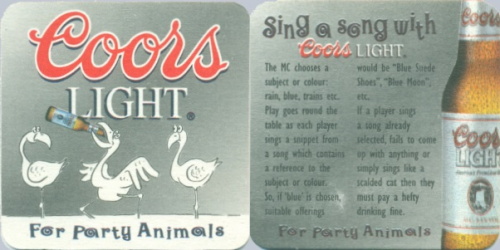 Coors
LIGHT®
For Party Animals
Sing a song with
Coors LIGHT
The MC chooses a
subject or colour:
rain, blue, trains etc.
Play goes round the
table as each player
sings a snippet from
a song which contains
a reference to the
subject or colour.
So, if 'blue' is chosen,
suitable offerings
would be "Blue Suede
Shoes", "Blue Moon",
etc.
If a player sings
a song already
selected, fails to come
up with anything or
simply sings like a
scalded cat then they
must pay a hefty
drinking fine.
For Party Animals
Coors
Coors
LIGHT